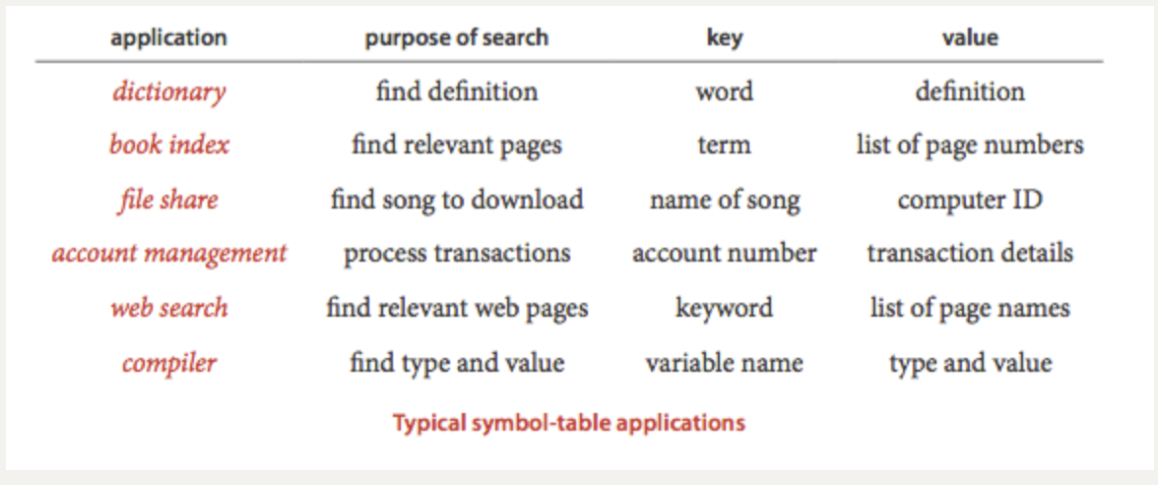 application purpose of search key value
dictionary find definition word definition
book index find relevant pages term list of page numbers
file share find song to download name of song computer ID
account management process transactions account number transaction details
web search find relevant web pages keyword list of page names
compiler find type and value variable name type and value
Typical symbol-table applications